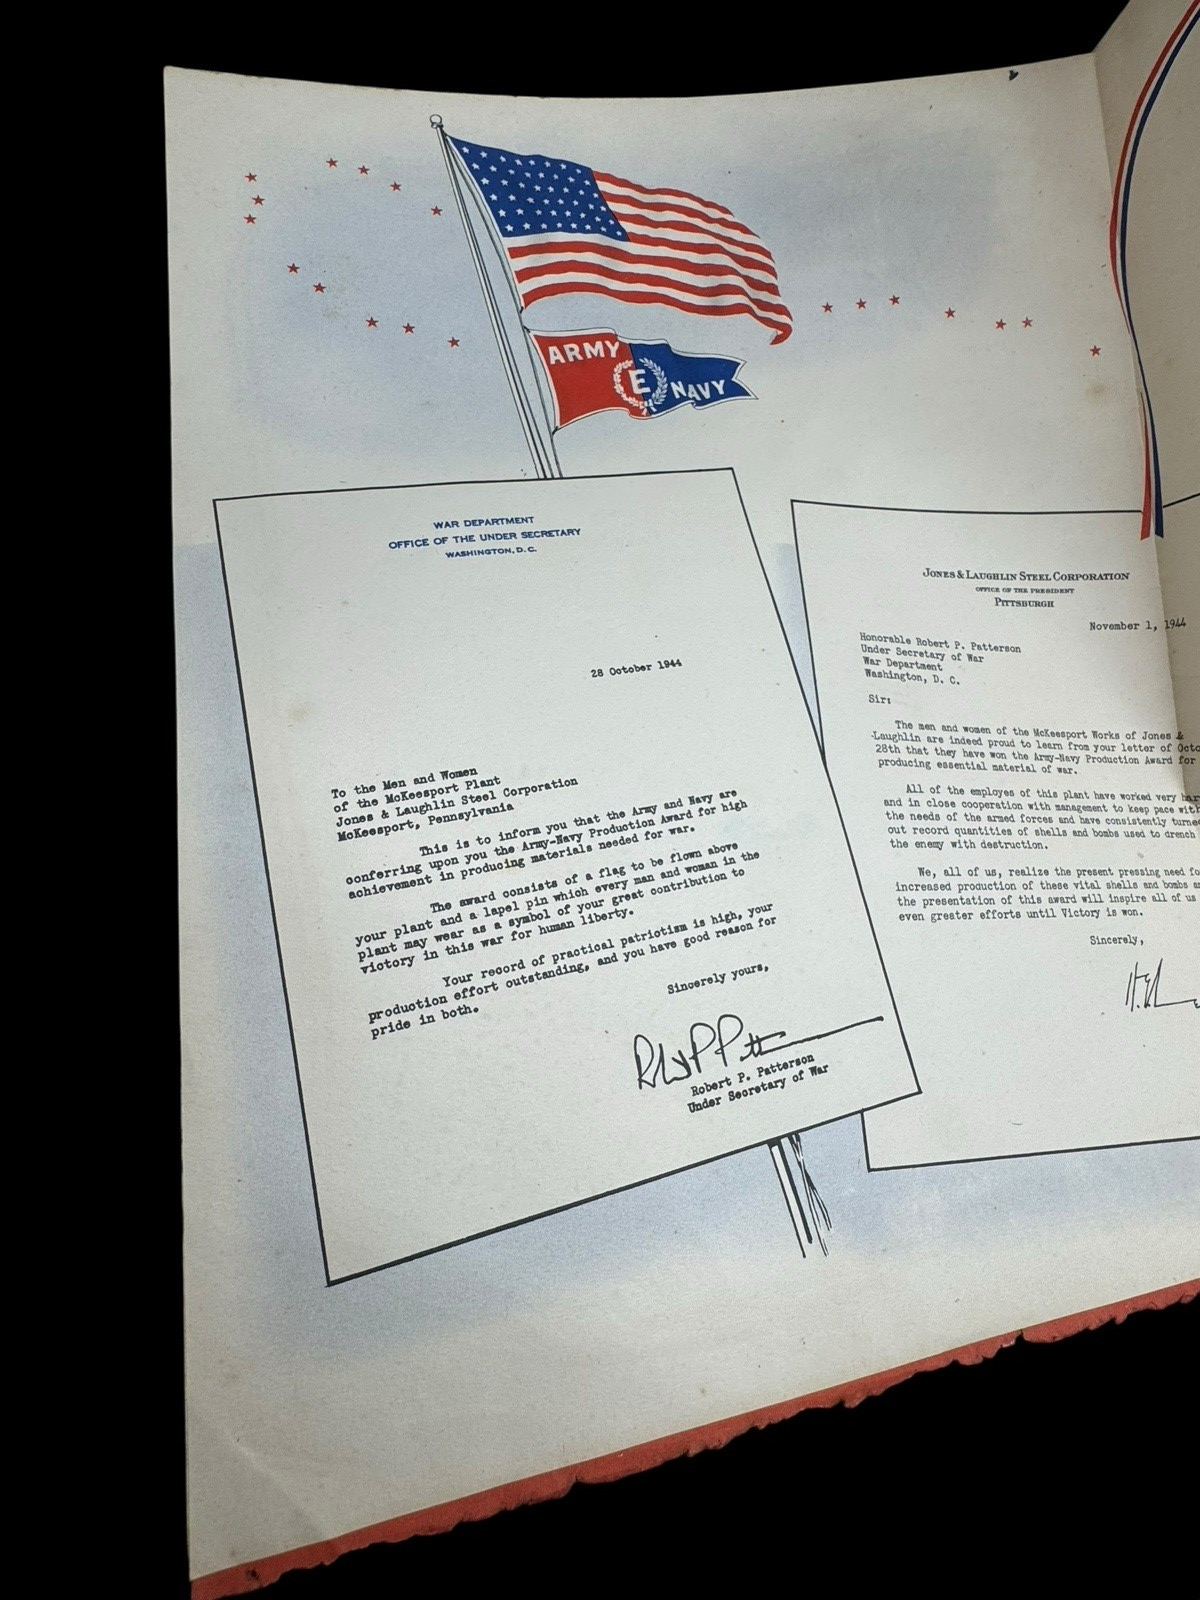 ARMY
E
NAVY
WAR DEPARTMENT
OFFICE OF THE UNDER SECRETARY
WASHINGTON, D.C.
28 October 1944
To the Men and Women
of the McKeesport Plant
Jones & Laughlin Steel Corporation
McKeesport, Pennsylvania
This is to inform you that the Army and Navy are
conferring upon you the Army-Navy Production Award for high
achievement in producing materials needed for war.
The award consists of a flag to be flown above
your plant and a lapel pin which every man and woman in the
plant may wear as a symbol of your great contribution to
victory in this war for human liberty.
Your record of practical patriotism is high, your
production effort outstanding, and you have good reason for
pride in both.
Sincerely yours,
Robert P. Patterson
Under Secretary of War
JONES & LAUGHLIN STEEL CORPORATION
OFFICE OF THE PRESIDENT
PITTSBURGH
November 1, 1944
Honorable Robert P. Patterson
Under Secretary of War
War Department
Washington, D. C.
Sir:
The men and women of the McKeesport Works of Jones &
Laughlin are indeed proud to learn from your letter of Octo
28th that they have won the Army-Navy Production Award for
producing essential material of war.
All of the employes of this plant have worked very har
and in close cooperation with management to keep pace with
the needs of the armed forces and have consistently turned
out record quantities of shells and bombs used to drench
the enemy with destruction.
We, all of us, realize the present pressing need fo
increased production of these vital shells and bombs an
the presentation of this award will inspire all of us
even greater efforts until Victory is won.
Sincerely,